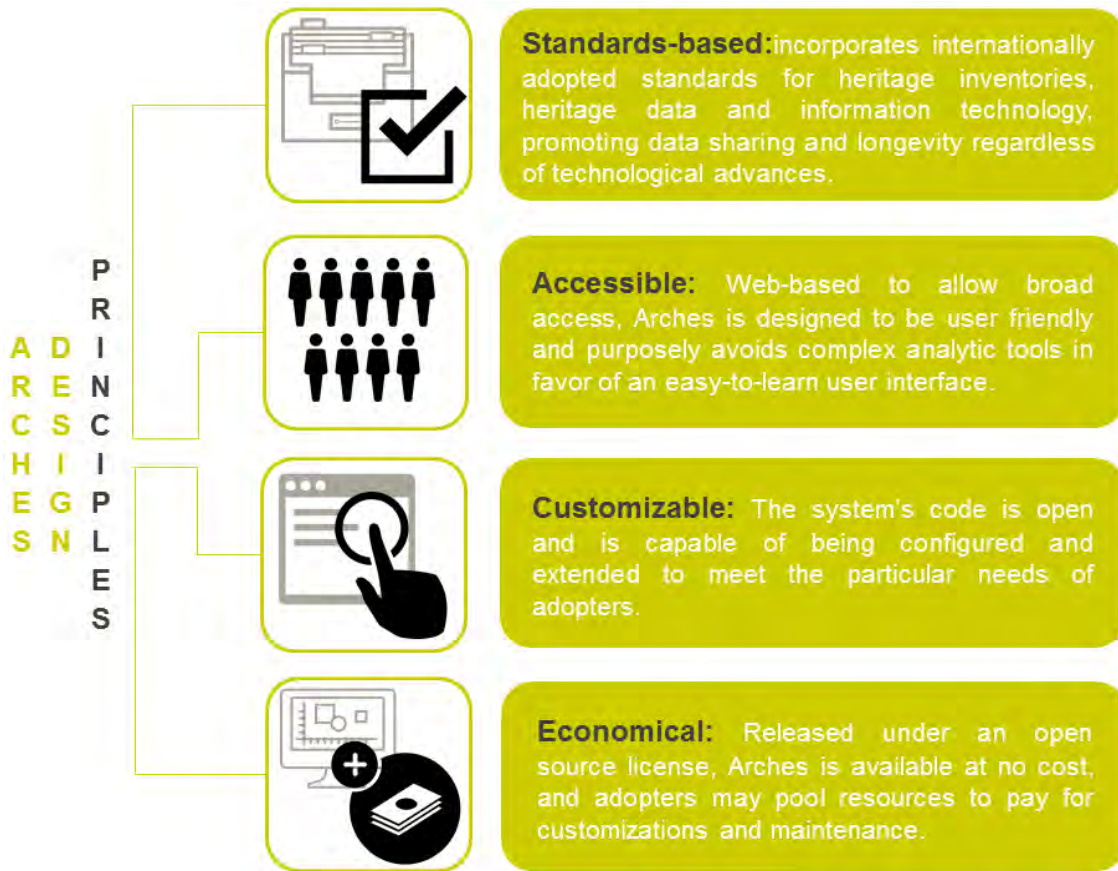 ARCHES
DESIGN
PRINCIPLES
Standards-based:incorporates internationally
adopted standards for heritage inventories,
heritage data and information technology,
promoting data sharing and longevity regardless
of technological advances.
Accessible: Web-based to allow broad
access, Arches is designed to be user friendly
and purposely avoids complex analytic tools in
favor of an easy-to-learn user interface.
Customizable: The system's code is open
and is capable of being configured and
extended to meet the particular needs of
adopters.
Economical: Released under an open
source license, Arches is available at no cost,
and adopters may pool resources to pay for
customizations and maintenance.